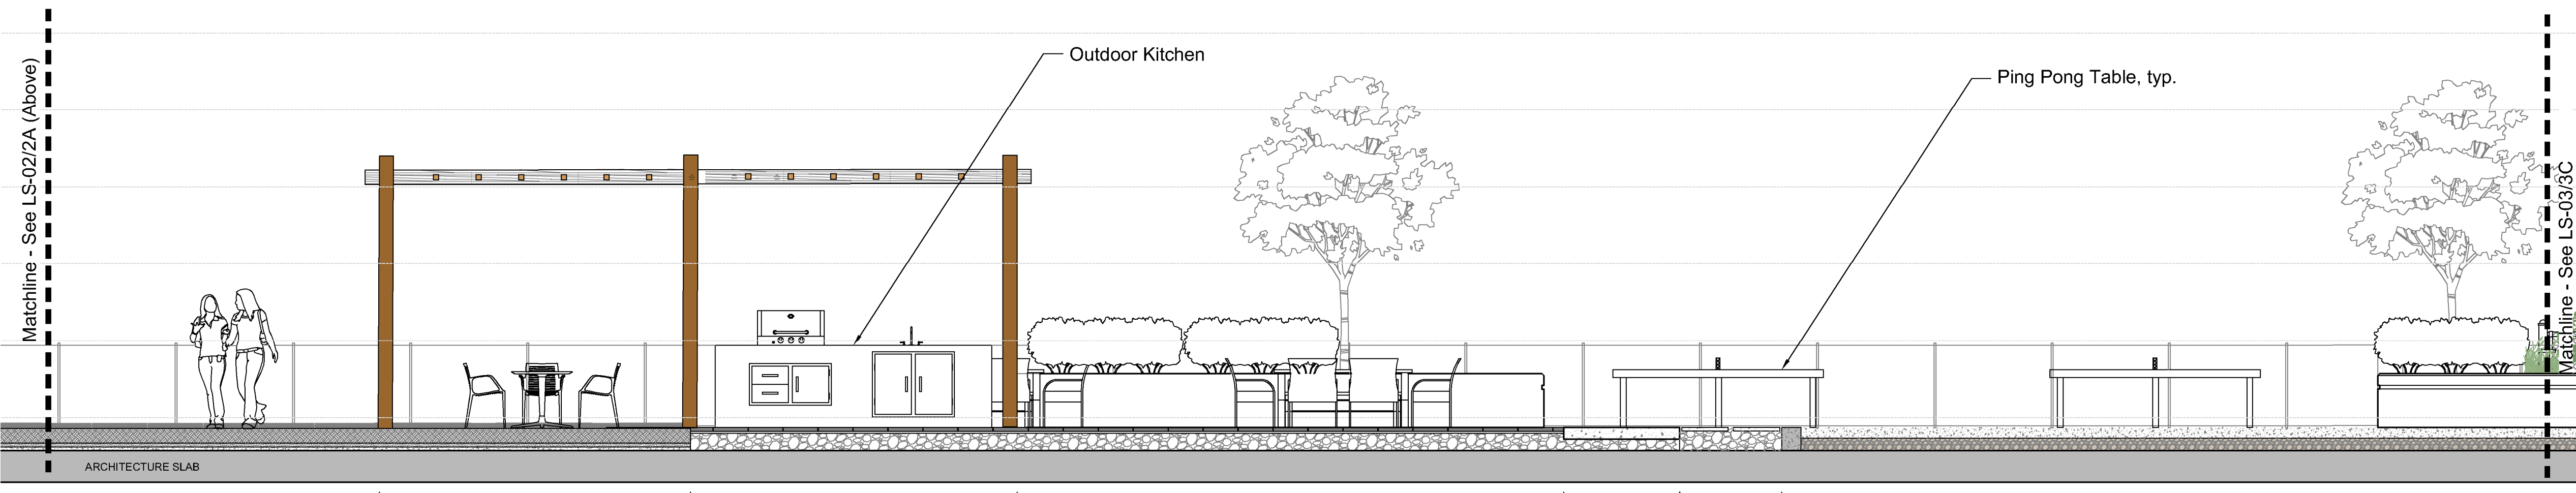 Matchline - See LS-02/2A (Above)
Outdoor Kitchen
Ping Pong Table, typ.
Matchline - See LS-03/3C
ARCHITECTURE SLAB